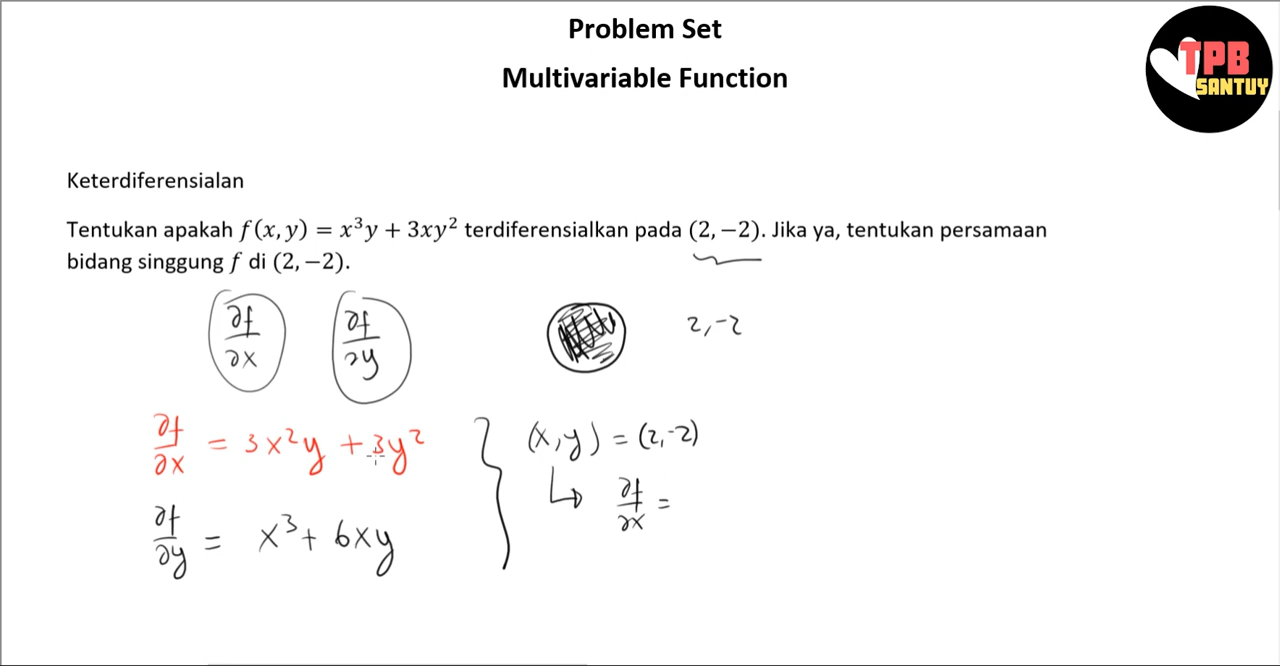 Problem Set
Multivariable Function
TPB
SANTUY
Keterdiferensialan
Tentukan apakah f(x, y) = x³y + 3xy² terdiferensialkan pada (2, −2). Jika ya, tentukan persamaan
bidang singgung f di (2, −2).
∂f/∂x ∂f/∂y 2,-2
∂f/∂x = 3x²y + 3y² } (x,y) = (2,-2)
↳ ∂f/∂x =
∂f/∂y = x³ + 6xy